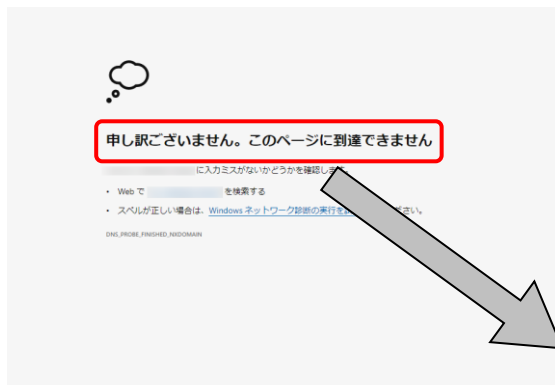 申し訳ございません。このページに到達できません
に入力ミスがないかどうかを確認します。
• Web で を検索する
• スペルが正しい場合は、Windows ネットワーク診断の実行を ださい。
DNS_PROBE_FINISHED_NXDOMAIN